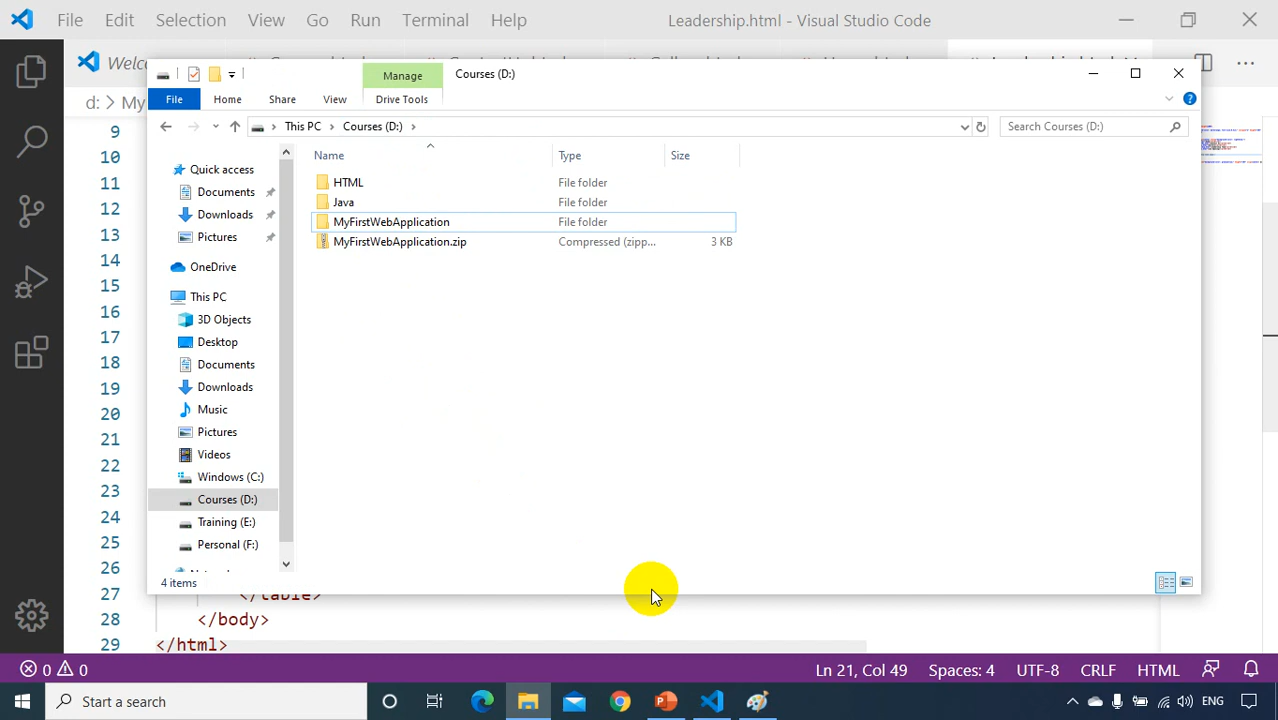 File Edit Selection View Go Run Terminal Help Leadership.html - Visual Studio Code
Welc
Manage Courses (D:)
File Home Share View Drive Tools
d: > My
This PC > Courses (D:) > Search Courses (D:)
Name Type Size
Quick access
Documents
Downloads
Pictures
OneDrive
This PC
3D Objects
Desktop
Documents
Downloads
Music
Pictures
Videos
Windows (C:)
Courses (D:)
Training (E:)
Personal (F:)
HTML File folder
Java File folder
MyFirstWebApplication File folder
MyFirstWebApplication.zip Compressed (zipp... 3 KB
4 items
9
10
11
12
13
14
15
16
17
18
19
20
21
22
23
24
25
26
27 </table>
28 </body>
29 </html>
0 0 Ln 21, Col 49 Spaces: 4 UTF-8 CRLF HTML
Start a search ENG